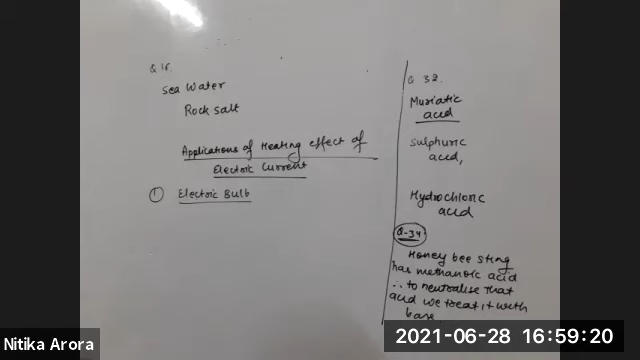 Q 16.
Sea Water
Rock salt
Applications of Heating effect of
Electric Current
① Electric Bulb
Q 32.
Muriatic
acid
Sulphuric
acid,
Hydrochloric
acid
Q-34.
Honey bee sting
has methanoic acid
∴ to neutralise that
acid we treat it with
base
Nitika Arora
2021-06-28 16:59:20